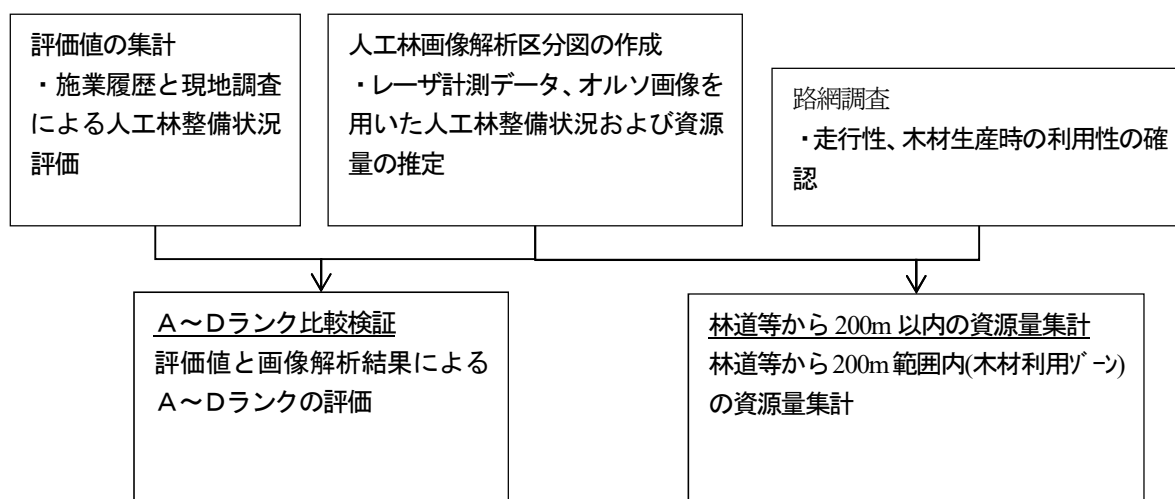 評価値の集計
・施業履歴と現地調査
による人工林整備状況
評価
人工林画像解析区分図の作成
・レーザ計測データ、オルソ画像を
用いた人工林整備状況および資源
量の推定
路網調査
・走行性、木材生産時の利用性の確
認
A～Dランク比較検証
評価値と画像解析結果による
A～Dランクの評価
林道等から200m以内の資源量集計
林道等から200m範囲内(木材利用ｿﾞｰﾝ)
の資源量集計